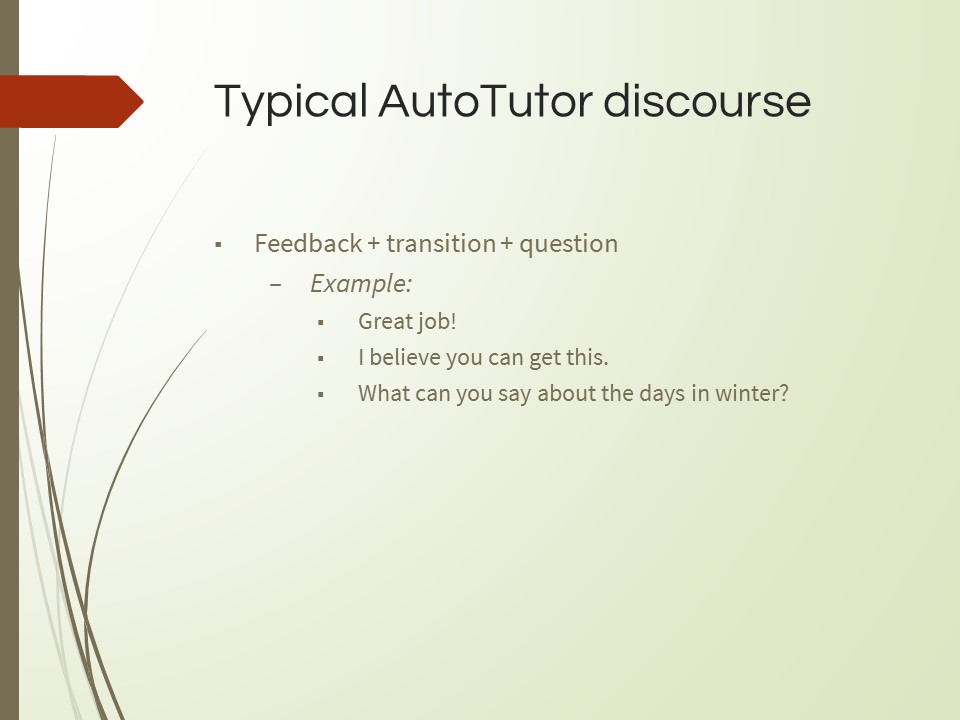 Typical AutoTutor discourse
▪ Feedback + transition + question
– Example:
▪ Great job!
▪ I believe you can get this.
▪ What can you say about the days in winter?